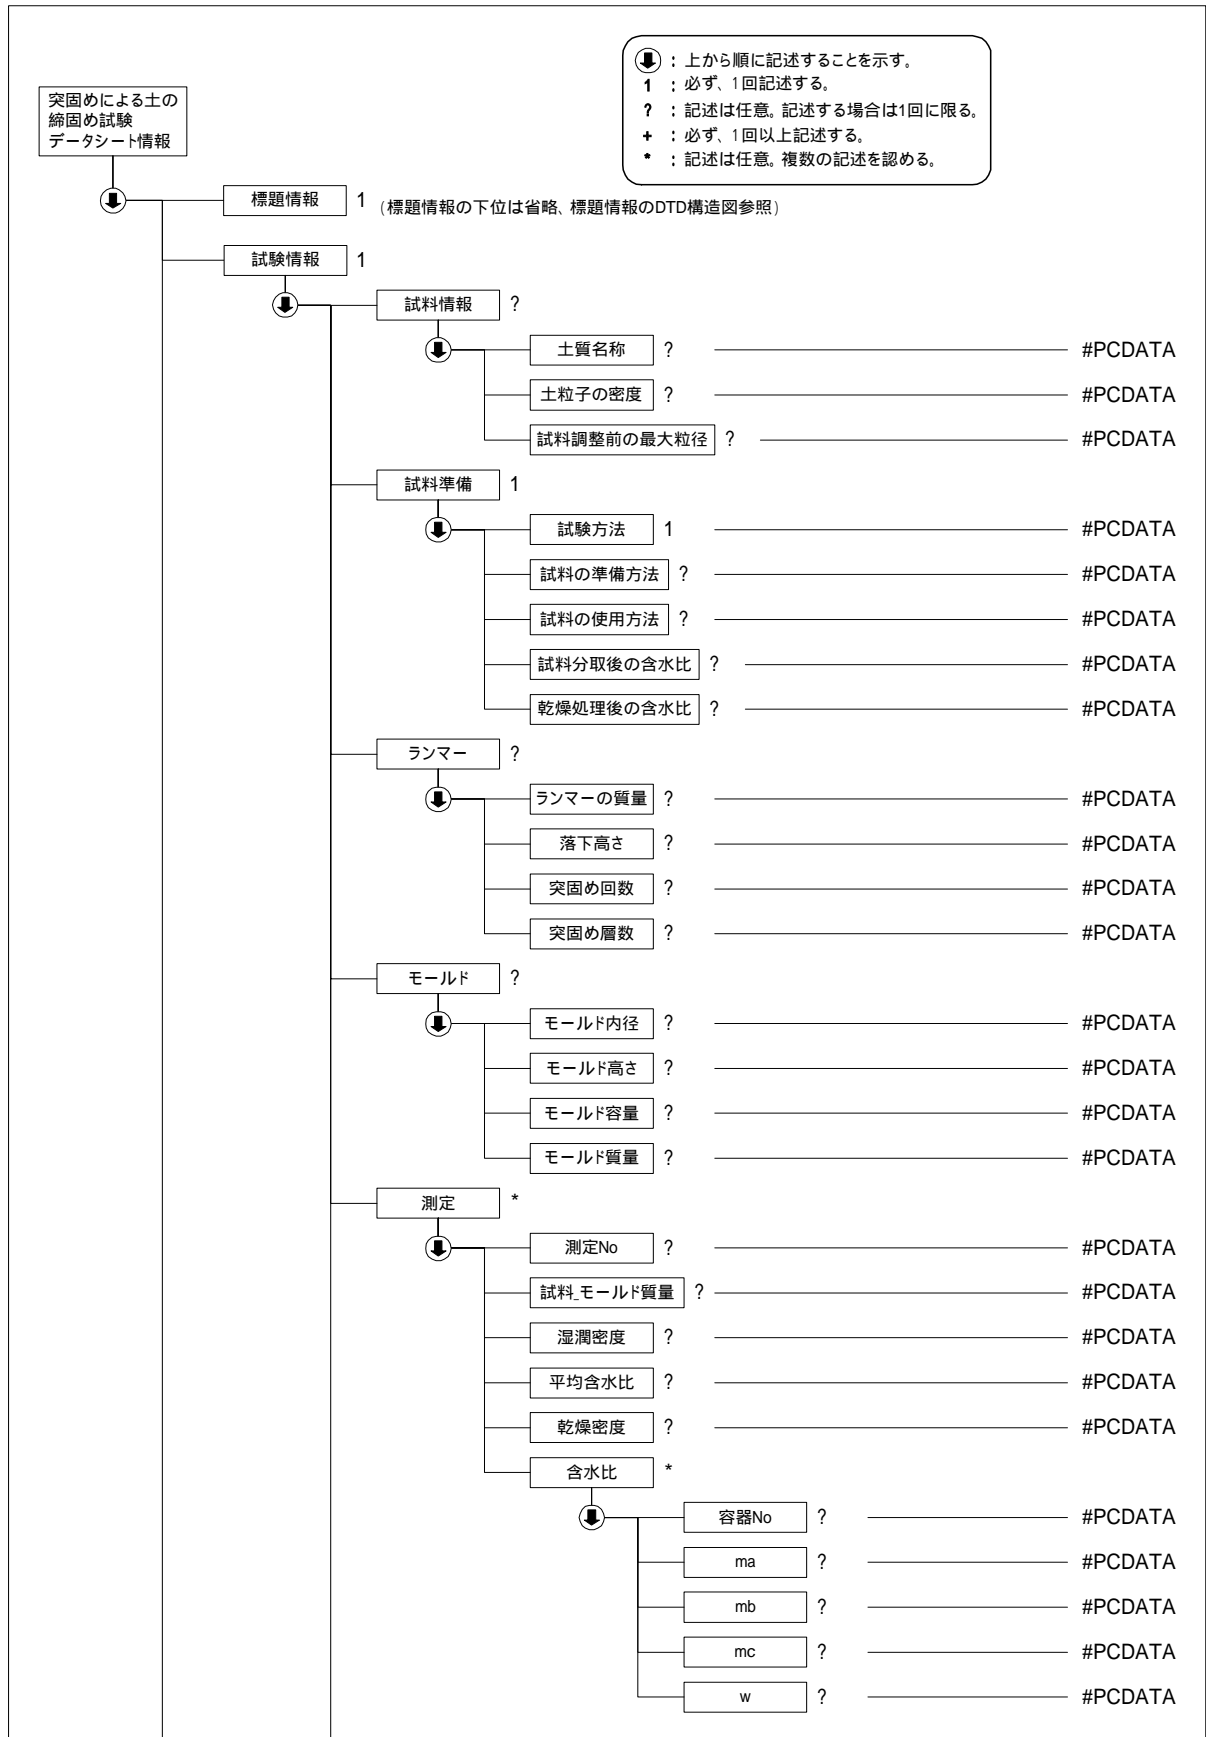 : 上から順に記述することを示す。
1 : 必ず、1回記述する。
? : 記述は任意。記述する場合は1回に限る。
+ : 必ず、1回以上記述する。
* : 記述は任意。複数の記述を認める。
突固めによる土の
締固め試験
データシート情報
標題情報 1 (標題情報の下位は省略、標題情報のDTD構造図参照)
試験情報 1
試料情報 ?
土質名称 ? #PCDATA
土粒子の密度 ? #PCDATA
試料調整前の最大粒径 ? #PCDATA
試料準備 1
試験方法 1 #PCDATA
試料の準備方法 ? #PCDATA
試料の使用方法 ? #PCDATA
試料分取後の含水比 ? #PCDATA
乾燥処理後の含水比 ? #PCDATA
ランマー ?
ランマーの質量 ? #PCDATA
落下高さ ? #PCDATA
突固め回数 ? #PCDATA
突固め層数 ? #PCDATA
モールド ?
モールド内径 ? #PCDATA
モールド高さ ? #PCDATA
モールド容量 ? #PCDATA
モールド質量 ? #PCDATA
測定 *
測定No ? #PCDATA
試料_モールド質量 ? #PCDATA
湿潤密度 ? #PCDATA
平均含水比 ? #PCDATA
乾燥密度 ? #PCDATA
含水比 *
容器No ? #PCDATA
ma ? #PCDATA
mb ? #PCDATA
mc ? #PCDATA
w ? #PCDATA